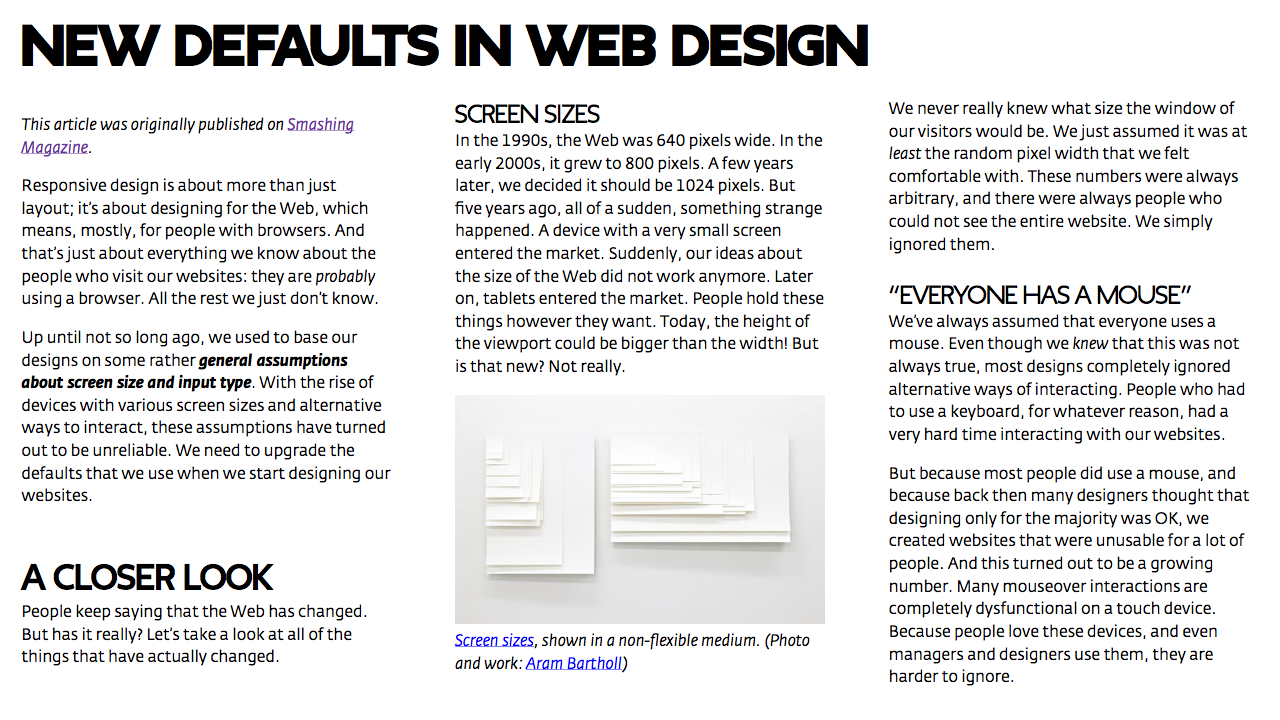 NEW DEFAULTS IN WEB DESIGN
This article was originally published on Smashing
Magazine.
Responsive design is about more than just
layout; it’s about designing for the Web, which
means, mostly, for people with browsers. And
that’s just about everything we know about the
people who visit our websites: they are probably
using a browser. All the rest we just don’t know.
Up until not so long ago, we used to base our
designs on some rather general assumptions
about screen size and input type. With the rise of
devices with various screen sizes and alternative
ways to interact, these assumptions have turned
out to be unreliable. We need to upgrade the
defaults that we use when we start designing our
websites.
A CLOSER LOOK
People keep saying that the Web has changed.
But has it really? Let’s take a look at all of the
things that have actually changed.
SCREEN SIZES
In the 1990s, the Web was 640 pixels wide. In the
early 2000s, it grew to 800 pixels. A few years
later, we decided it should be 1024 pixels. But
five years ago, all of a sudden, something strange
happened. A device with a very small screen
entered the market. Suddenly, our ideas about
the size of the Web did not work anymore. Later
on, tablets entered the market. People hold these
things however they want. Today, the height of
the viewport could be bigger than the width! But
is that new? Not really.
Screen sizes, shown in a non-flexible medium. (Photo
and work: Aram Bartholl)
We never really knew what size the window of
our visitors would be. We just assumed it was at
least the random pixel width that we felt
comfortable with. These numbers were always
arbitrary, and there were always people who
could not see the entire website. We simply
ignored them.
“EVERYONE HAS A MOUSE”
We’ve always assumed that everyone uses a
mouse. Even though we knew that this was not
always true, most designs completely ignored
alternative ways of interacting. People who had
to use a keyboard, for whatever reason, had a
very hard time interacting with our websites.
But because most people did use a mouse, and
because back then many designers thought that
designing only for the majority was OK, we
created websites that were unusable for a lot of
people. And this turned out to be a growing
number. Many mouseover interactions are
completely dysfunctional on a touch device.
Because people love these devices, and even
managers and designers use them, they are
harder to ignore.